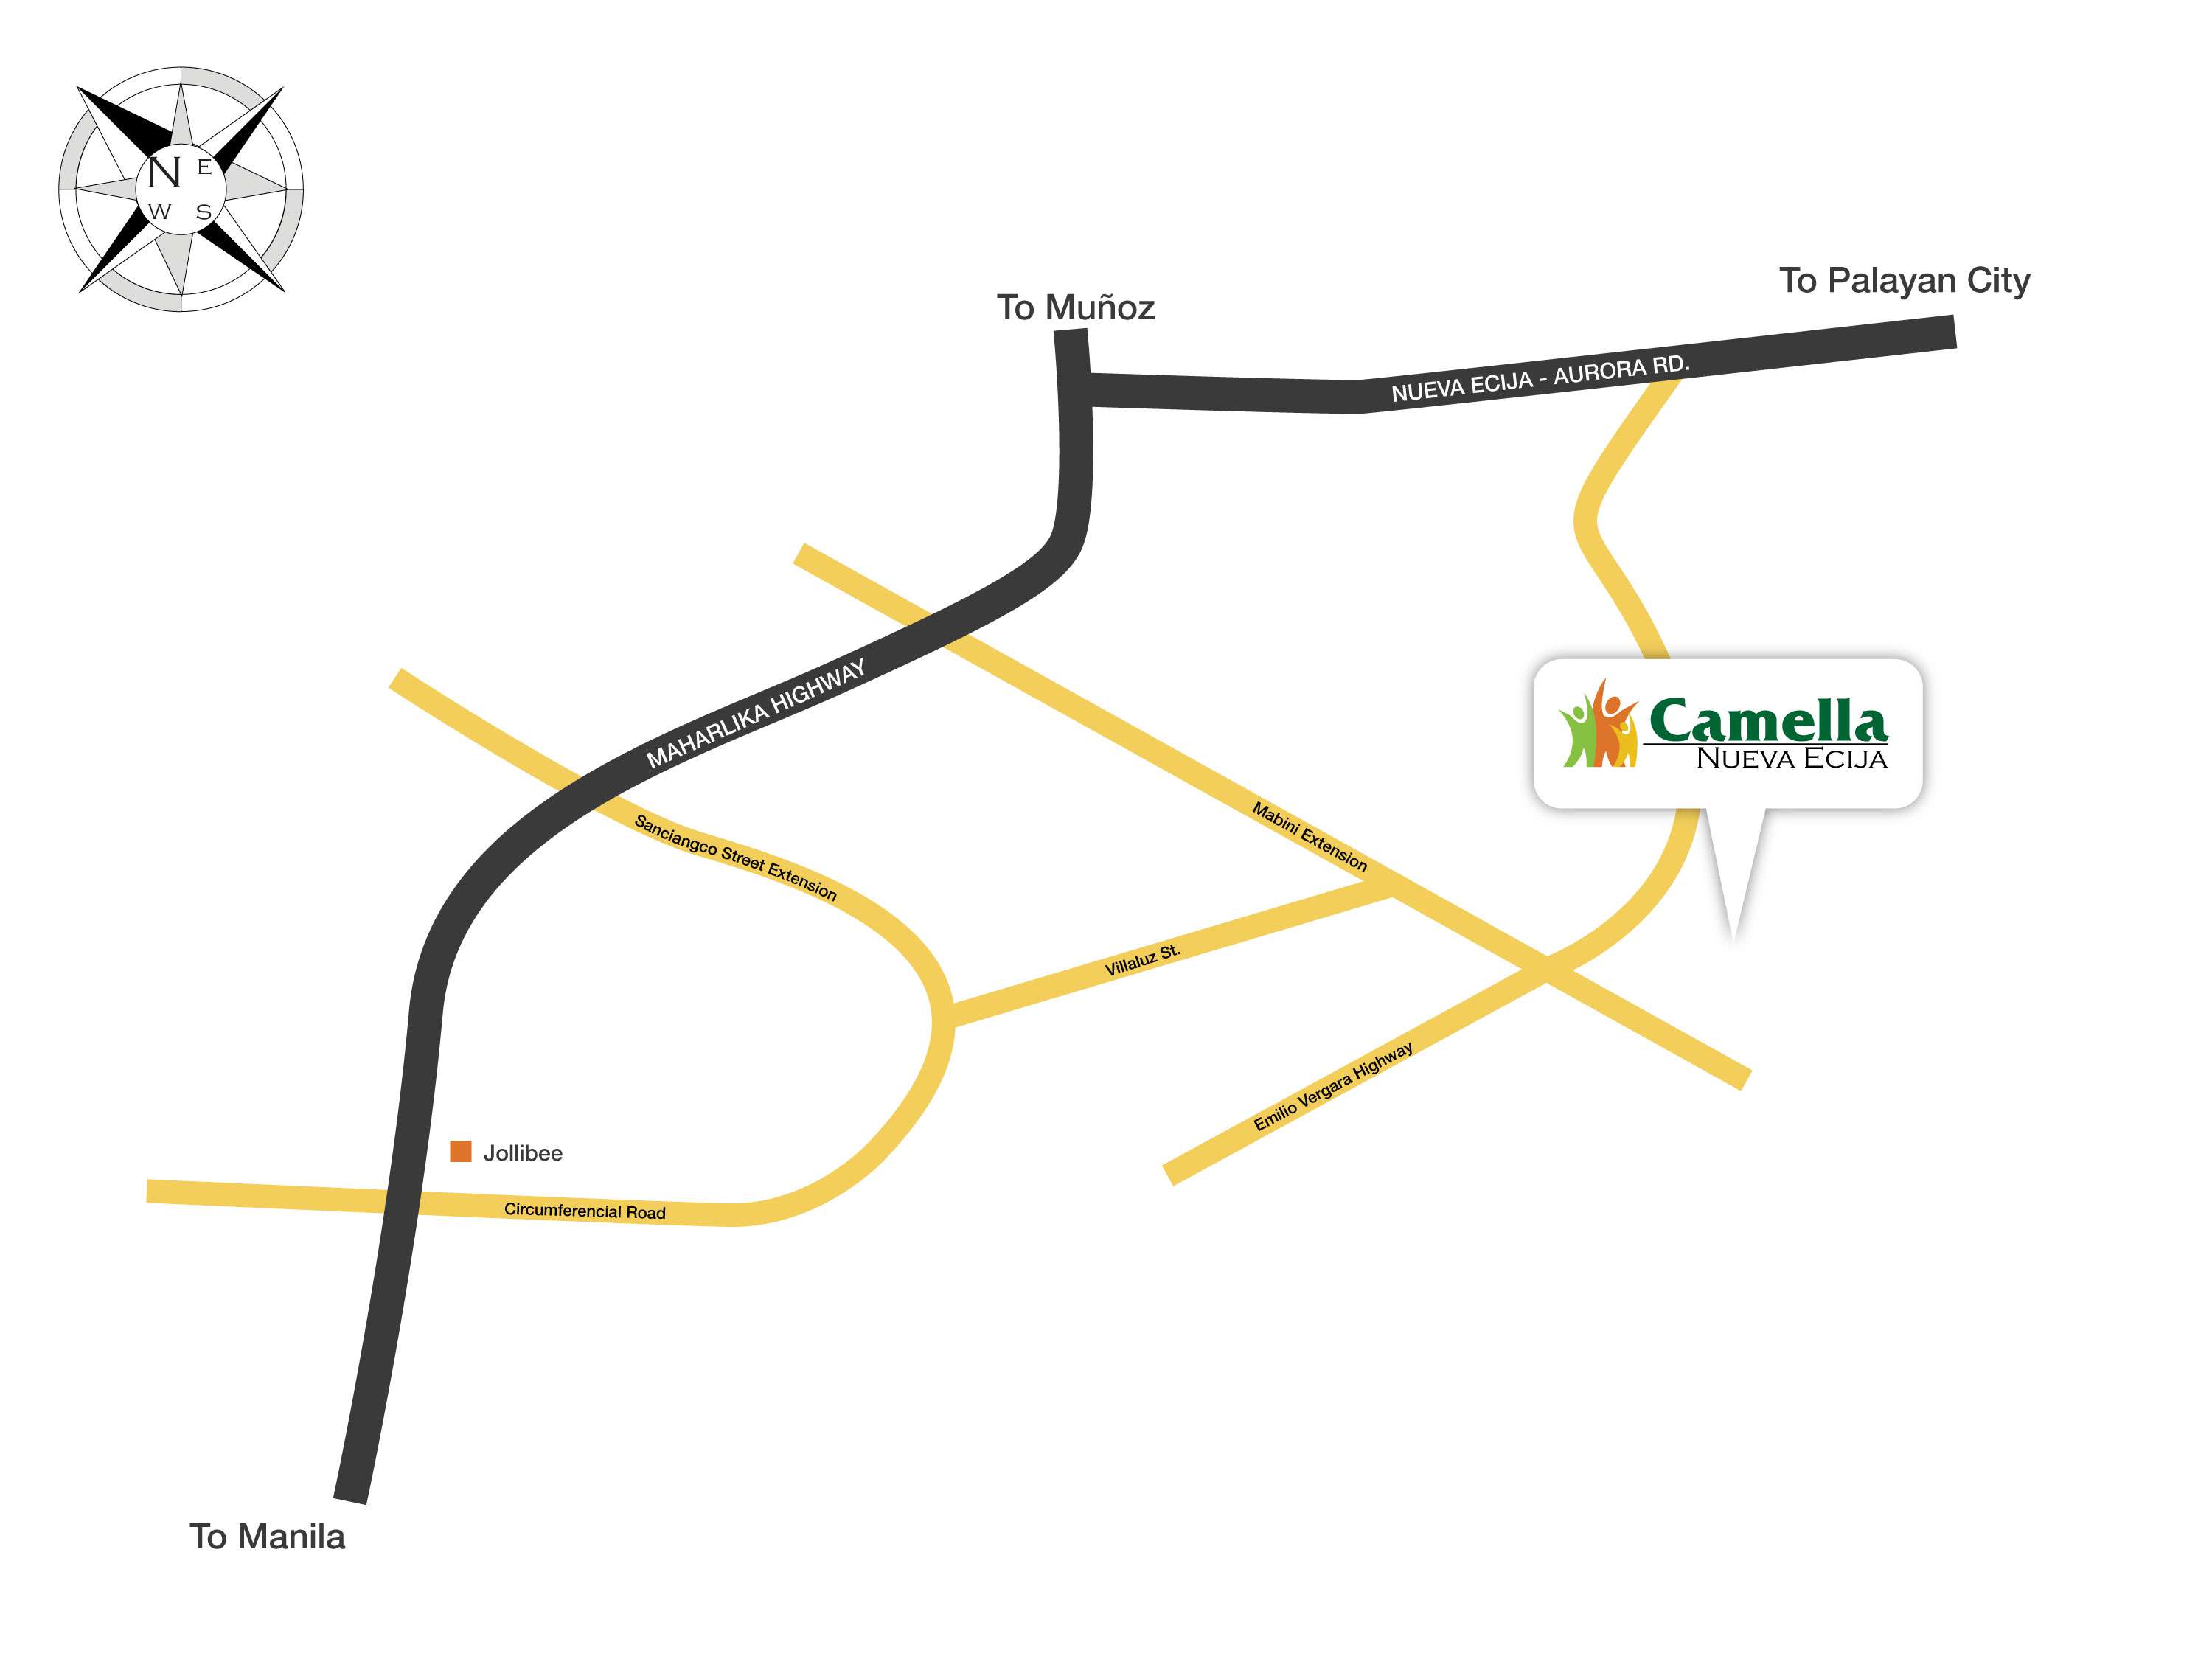 N E
W S
To Muñoz
To Palayan City
NUEVA ECIJA - AURORA RD.
MAHARLIKA HIGHWAY
Camella
NUEVA ECIJA
Sanciangco Street Extension
Mabini Extension
Villaluz St.
Emilio Vergara Highway
Jollibee
Circumferencial Road
To Manila